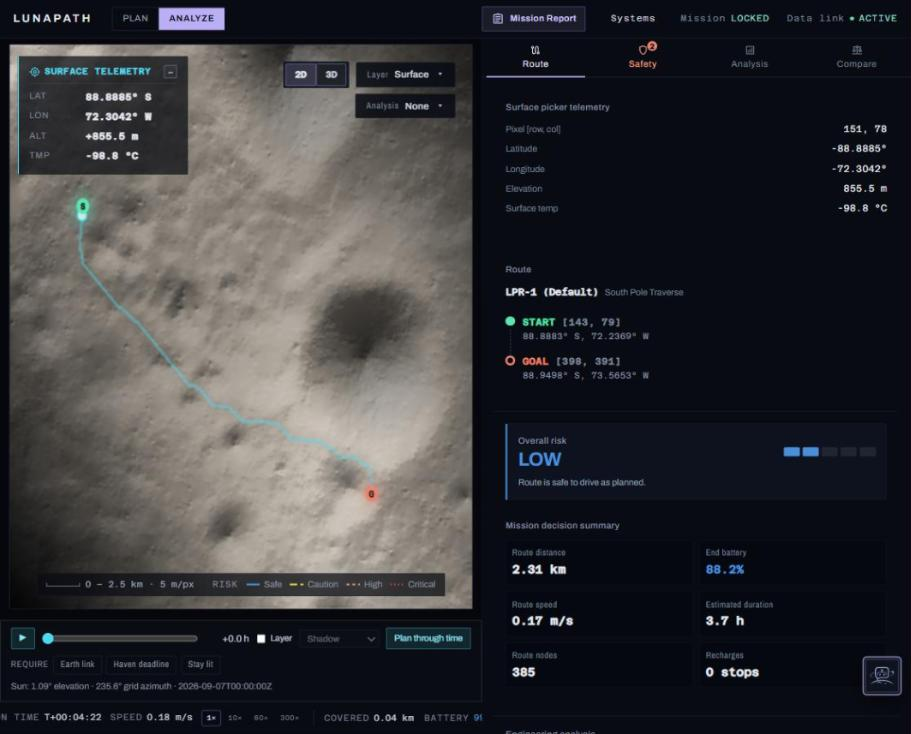 LUNAPATH PLAN ANALYZE Mission Report Systems Mission LOCKED Data link • ACTIVE
SURFACE TELEMETRY –
LAT 88.8885° S
LON 72.3042° W
ALT +855.5 m
TMP -98.8 °C
2D 3D
Layer Surface
Analysis None
S
G
0 – 2.5 km · 5 m/px RISK Safe Caution High Critical
+0.0 h Layer Shadow Plan through time
REQUIRE Earth link Haven deadline Stay lit
Sun: 1.09° elevation · 235.6° grid azimuth · 2026-09-07T00:00:00Z
N TIME T+00:04:22 SPEED 0.18 m/s 1× 10× 60× 300× COVERED 0.04 km BATTERY
Route
2
Safety
Analysis
Compare
Surface picker telemetry
Pixel [row, col] 151, 78
Latitude -88.8885°
Longitude -72.3042°
Elevation 855.5 m
Surface temp -98.8 °C
Route
LPR-1 (Default) South Pole Traverse
START [143, 79]
88.8883° S, 72.2369° W
GOAL [398, 391]
88.9498° S, 73.5653° W
Overall risk
LOW
Route is safe to drive as planned.
Mission decision summary
Route distance
2.31 km
End battery
88.2%
Route speed
0.17 m/s
Estimated duration
3.7 h
Route nodes
385
Recharges
0 stops
Engineering analysis